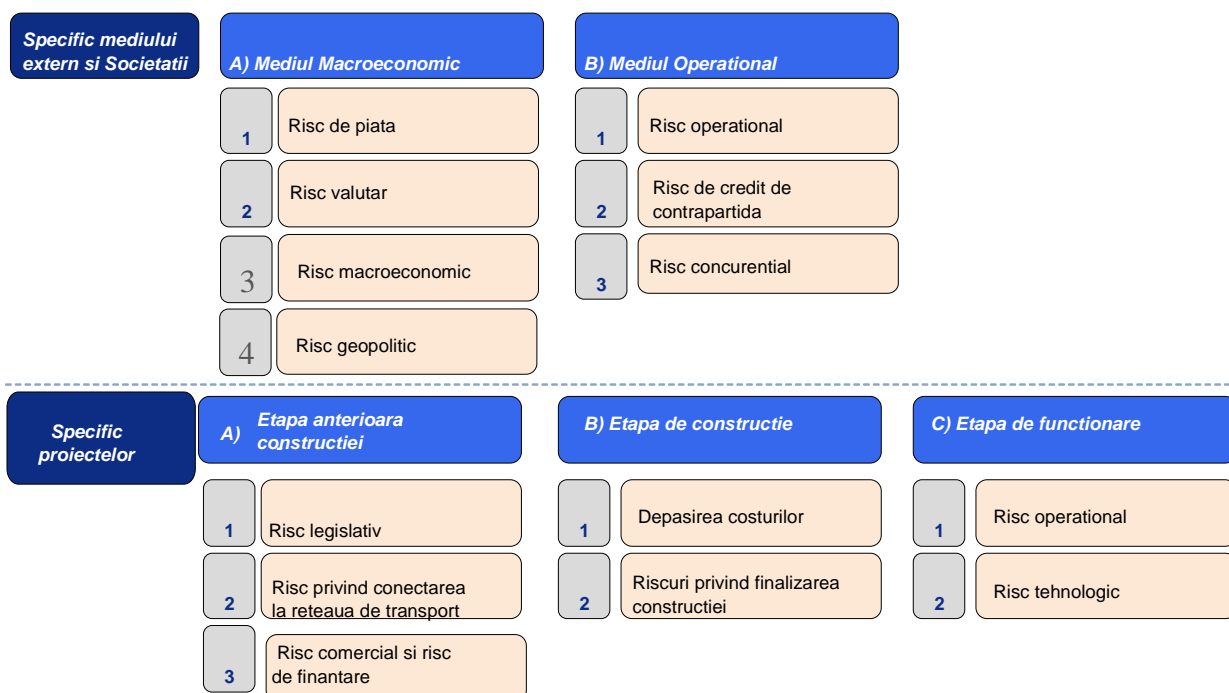 Specific mediului
extern si Societatii
A) Mediul Macroeconomic
1
Risc de piata
2
Risc valutar
3
Risc macroeconomic
4
Risc geopolitic
B) Mediul Operational
1
Risc operational
2
Risc de credit de
contrapartida
3
Risc concurential
Specific
proiectelor
A) Etapa anterioara
constructiei
1
Risc legislativ
2
Risc privind conectarea
la reteaua de transport
3
Risc comercial si risc
de finantare
B) Etapa de constructie
1
Depasirea costurilor
2
Riscuri privind finalizarea
constructiei
C) Etapa de functionare
1
Risc operational
2
Risc tehnologic